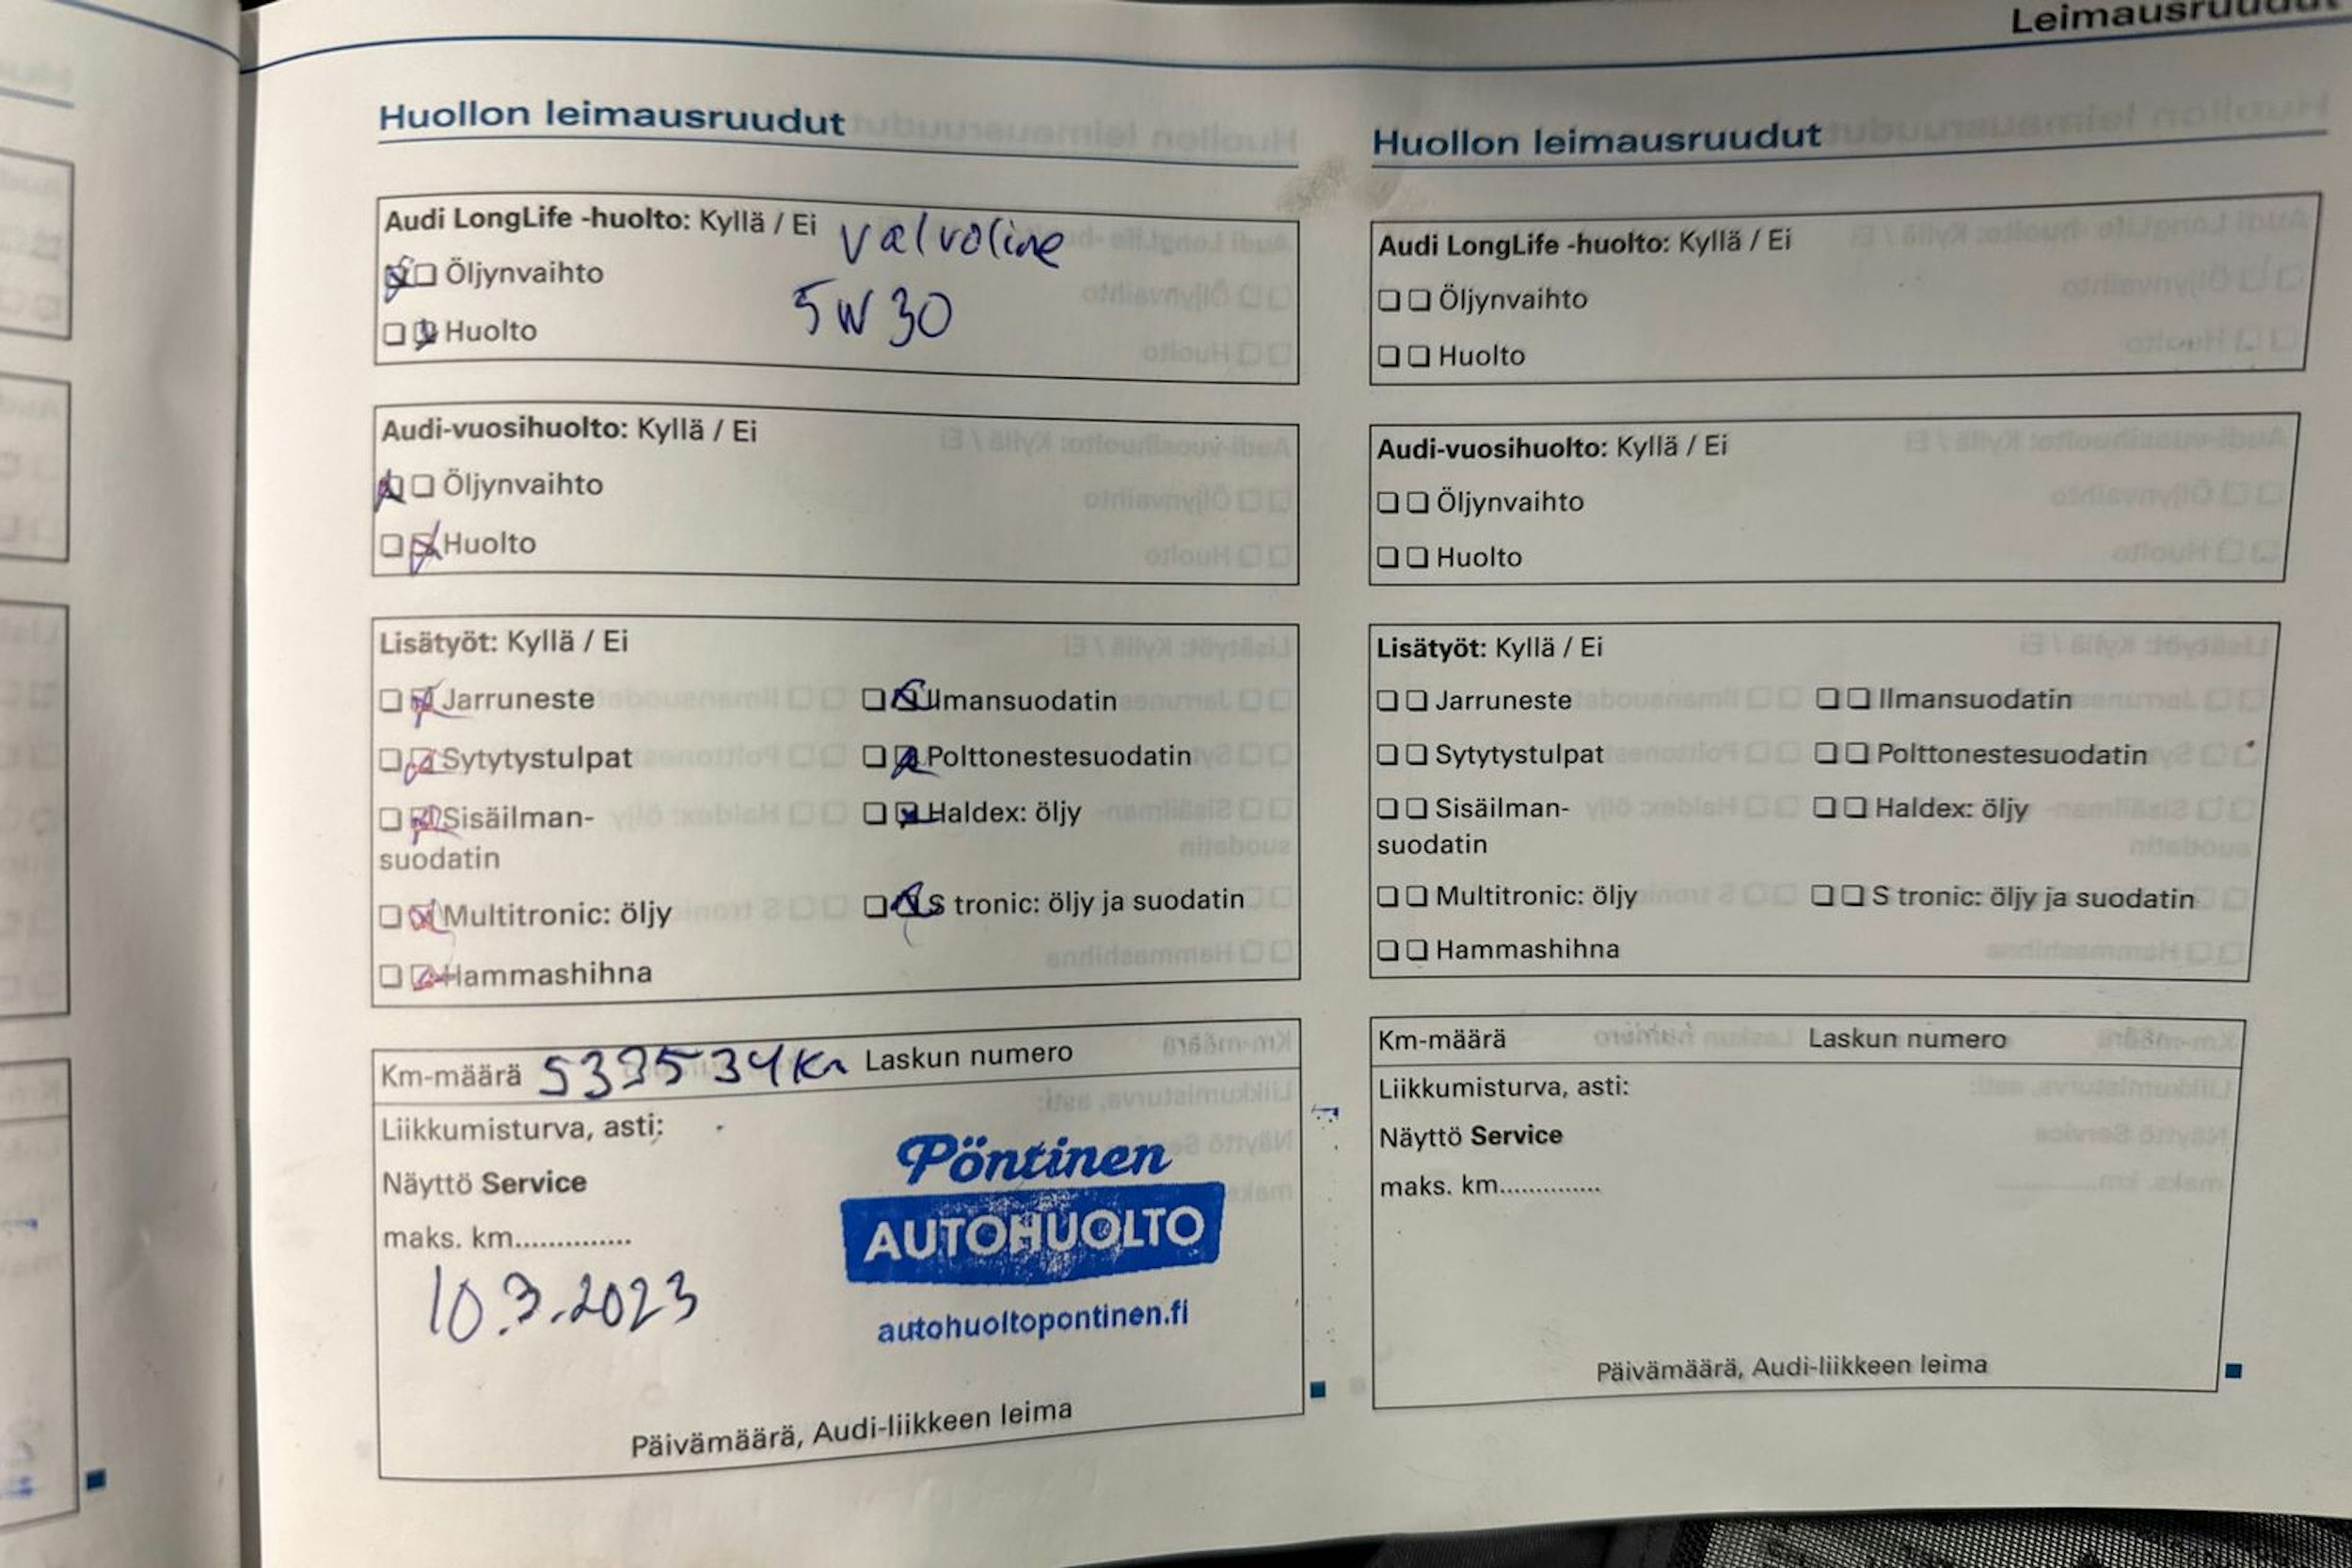 Leimausruudut
Huollon leimausruudut
Audi LongLife -huolto: Kyllä / Ei valvoline
❏ ❏ Öljynvaihto
5W30
❏ ❏ Huolto
Audi-vuosihuolto: Kyllä / Ei
❏ ❏ Öljynvaihto
❏ ❏ Huolto
Lisätyöt: Kyllä / Ei
❏ ❏ Jarruneste ❏ ❏ Ilmansuodatin
❏ ❏ Sytytystulpat ❏ ❏ Polttonestesuodatin
❏ ❏ Sisäilman- ❏ ❏ Haldex: öljy
suodatin
❏ ❏ Multitronic: öljy ❏ ❏ S tronic: öljy ja suodatin
❏ ❏ Hammashihna
Km-määrä 533534Km Laskun numero
Liikkumisturva, asti:
Näyttö Service
maks. km..............
10.3.2023
Pöntinen
AUTOHUOLTO
autohuoltopontinen.fi
Päivämäärä, Audi-liikkeen leima
Huollon leimausruudut
Audi LongLife -huolto: Kyllä / Ei
❏ ❏ Öljynvaihto
❏ ❏ Huolto
Audi-vuosihuolto: Kyllä / Ei
❏ ❏ Öljynvaihto
❏ ❏ Huolto
Lisätyöt: Kyllä / Ei
❏ ❏ Jarruneste ❏ ❏ Ilmansuodatin
❏ ❏ Sytytystulpat ❏ ❏ Polttonestesuodatin
❏ ❏ Sisäilman- ❏ ❏ Haldex: öljy
suodatin
❏ ❏ Multitronic: öljy ❏ ❏ S tronic: öljy ja suodatin
❏ ❏ Hammashihna
Km-määrä Laskun numero
Liikkumisturva, asti:
Näyttö Service
maks. km..............
Päivämäärä, Audi-liikkeen leima